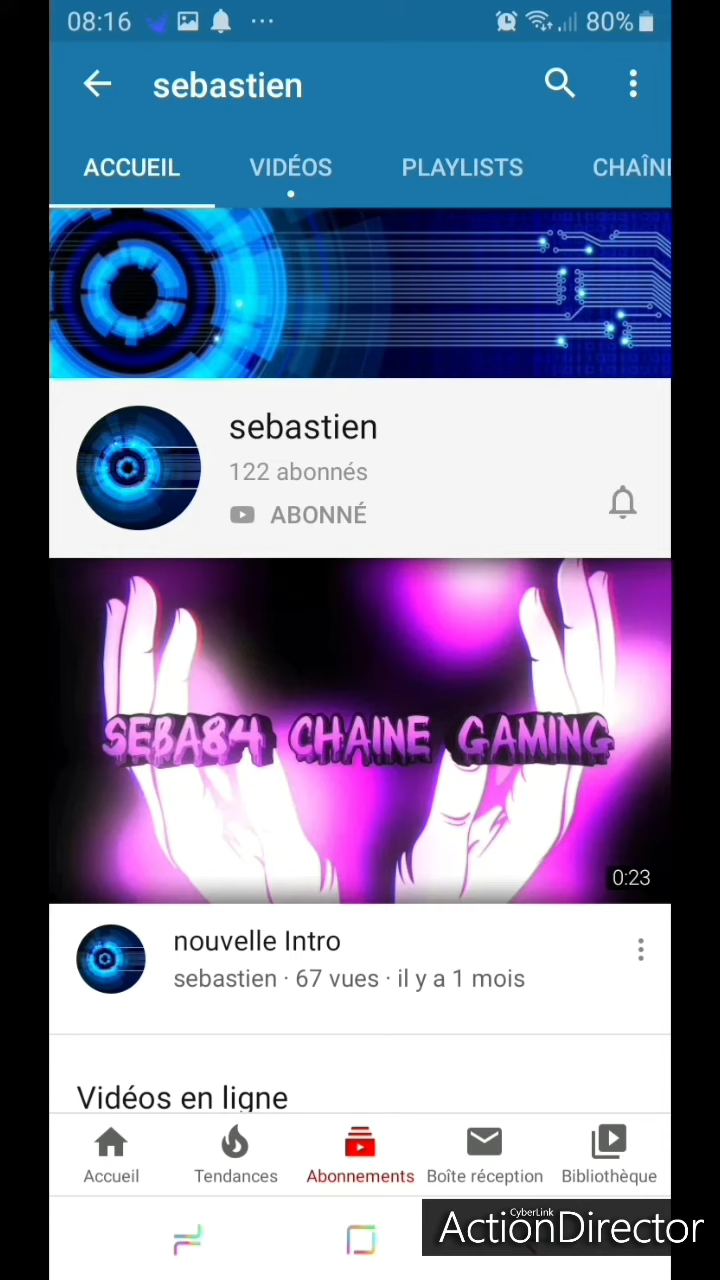 08:16 80%
sebastien
ACCUEIL VIDÉOS PLAYLISTS CHAÎN
sebastien
122 abonnés
ABONNÉ
SEBA84 CHAINE GAMING
0:23
nouvelle Intro
sebastien · 67 vues · il y a 1 mois
Vidéos en ligne
Accueil Tendances Abonnements Boîte réception Bibliothèque
CyberLink
ActionDirector